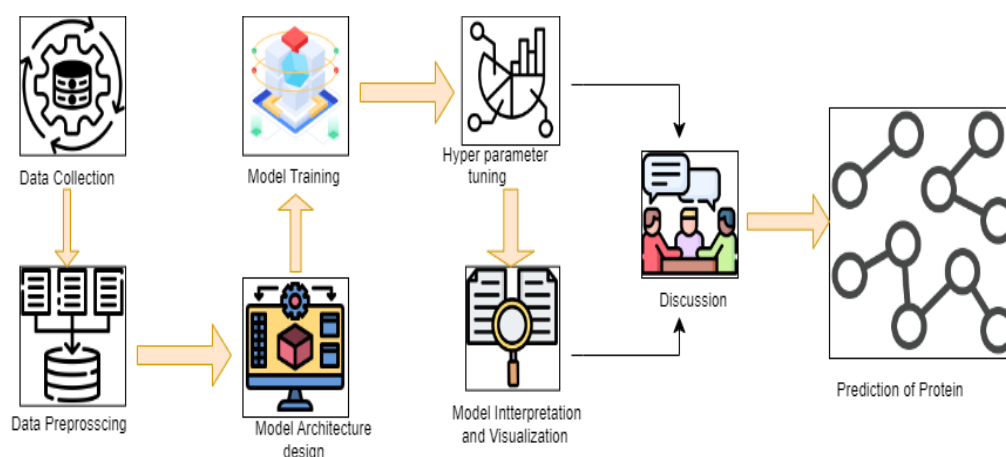 Data Collection
Data Preprosscing
Model Architecture
design
Model Training
Hyper parameter
tuning
Model Intterpretation
and Visualization
Discussion
Prediction of Protein